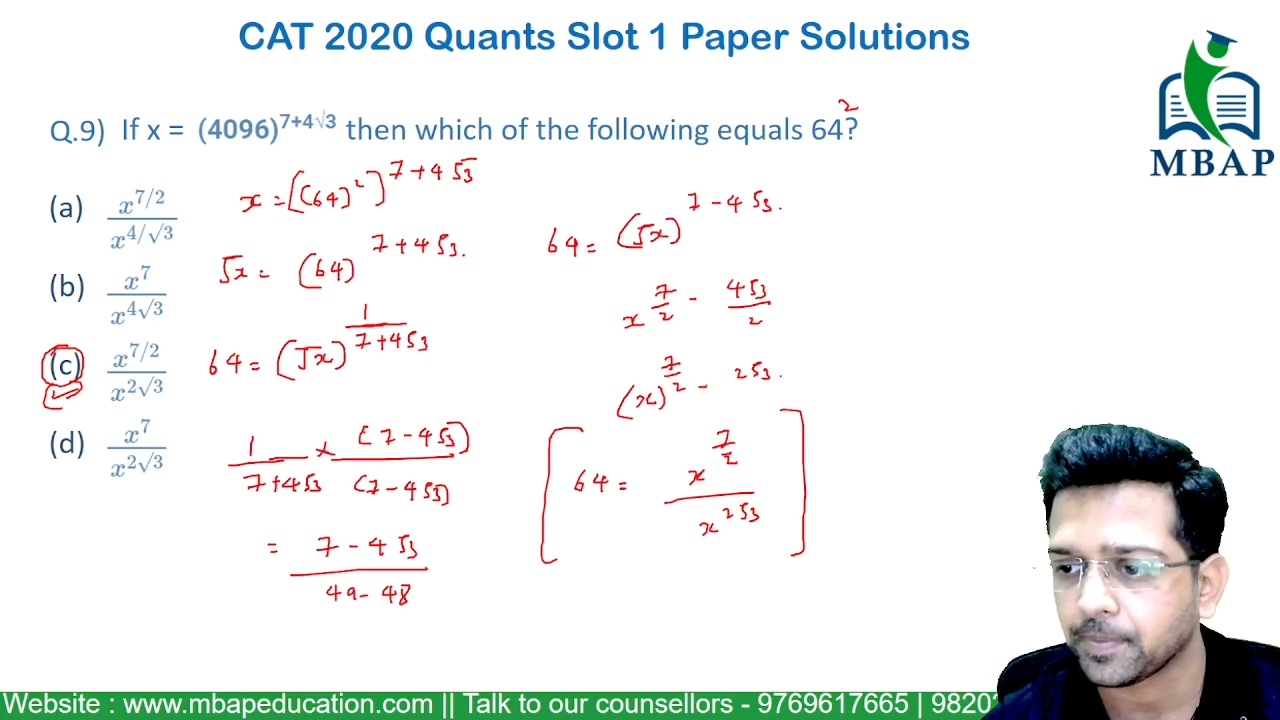 CAT 2020 Quants Slot 1 Paper Solutions
MBAP
Q.9) If x = (4096)^{7+4√3} then which of the following equals 64?
2
(a) x^{7/2} / x^{4/√3}
(b) x^7 / x^{4√3}
(c) x^{7/2} / x^{2√3}
(d) x^7 / x^{2√3}
x = [(64)^2]^{7+4√3}
√x = (64)^{7+4√3}.
64 = (√x)^{1/(7+4√3)}
1/(7+4√3) × (7-4√3)/(7-4√3)
= (7-4√3)/(49-48)
64 = (√x)^{7-4√3}.
x^{7/2 - 4√3/2}
(x)^{7/2 - 2√3}.
64 = x^{7/2} / x^{2√3}
Website : www.mbapeducation.com || Talk to our counsellors - 9769617665 | 9820